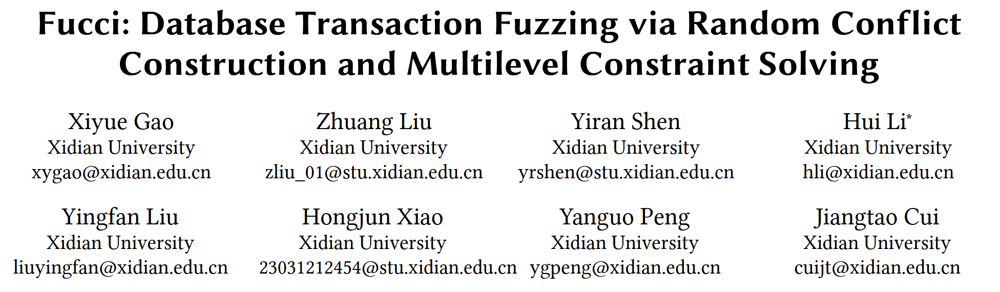 Fucci: Database Transaction Fuzzing via Random Conflict
Construction and Multilevel Constraint Solving
Xiyue Gao
Xidian University
xygao@xidian.edu.cn
Zhuang Liu
Xidian University
zliu_01@stu.xidian.edu.cn
Yiran Shen
Xidian University
yrshen@stu.xidian.edu.cn
Hui Li*
Xidian University
hli@xidian.edu.cn
Yingfan Liu
Xidian University
liuyingfan@xidian.edu.cn
Hongjun Xiao
Xidian University
23031212454@stu.xidian.edu.cn
Yanguo Peng
Xidian University
ygpeng@xidian.edu.cn
Jiangtao Cui
Xidian University
cuijt@xidian.edu.cn